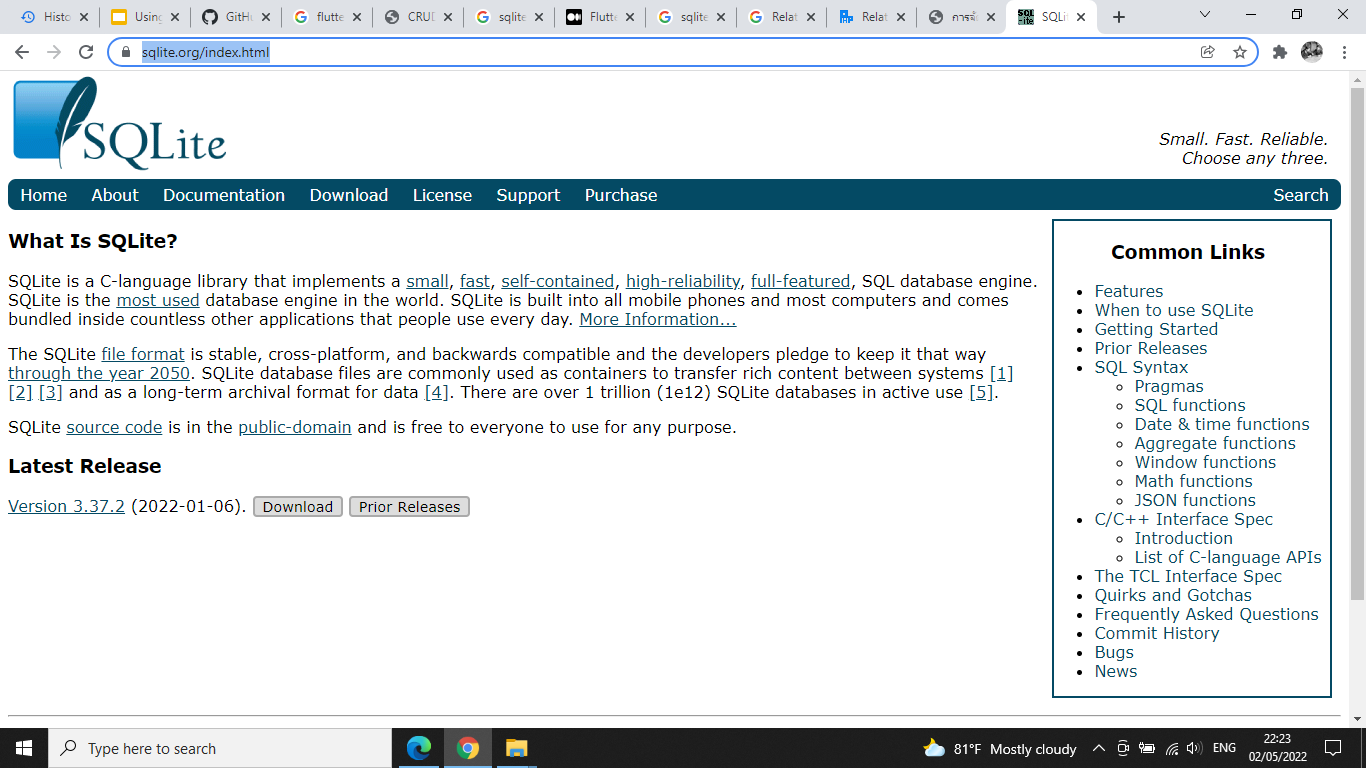 Histo
Using
GitHu
flutte
CRUD
sqlite
Flutte
sqlite
Relat
Relat
การจั
SQLi
sqlite.org/index.html
SQLite
Small. Fast. Reliable.
Choose any three.
Home About Documentation Download License Support Purchase Search
What Is SQLite?
SQLite is a C-language library that implements a small, fast, self-contained, high-reliability, full-featured, SQL database engine.
SQLite is the most used database engine in the world. SQLite is built into all mobile phones and most computers and comes
bundled inside countless other applications that people use every day. More Information...
The SQLite file format is stable, cross-platform, and backwards compatible and the developers pledge to keep it that way
through the year 2050. SQLite database files are commonly used as containers to transfer rich content between systems [1]
[2] [3] and as a long-term archival format for data [4]. There are over 1 trillion (1e12) SQLite databases in active use [5].
SQLite source code is in the public-domain and is free to everyone to use for any purpose.
Latest Release
Version 3.37.2 (2022-01-06). Download Prior Releases
Common Links
Features
When to use SQLite
Getting Started
Prior Releases
SQL Syntax
Pragmas
SQL functions
Date & time functions
Aggregate functions
Window functions
Math functions
JSON functions
C/C++ Interface Spec
Introduction
List of C-language APIs
The TCL Interface Spec
Quirks and Gotchas
Frequently Asked Questions
Commit History
Bugs
News
Type here to search
81°F Mostly cloudy
ENG
22:23
02/05/2022